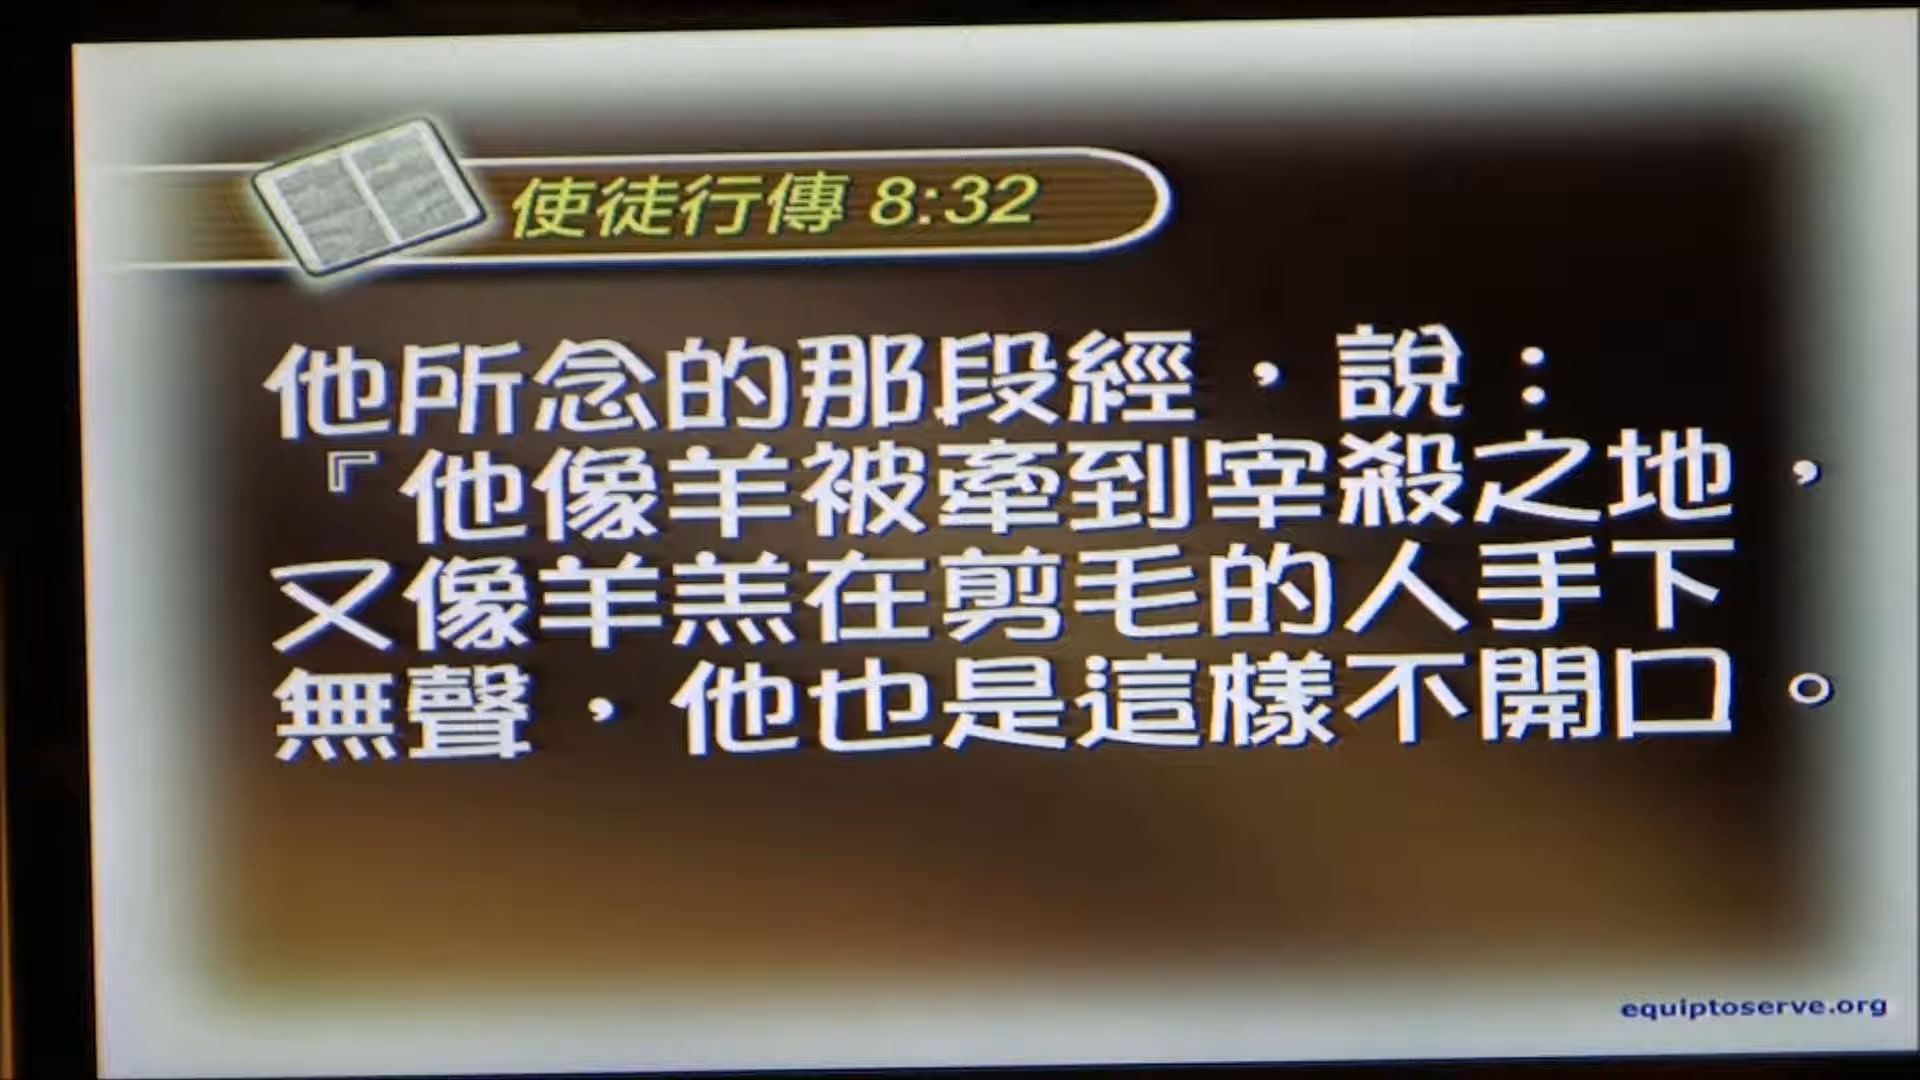 使徒行傳 8:32
他所念的那段經，說：
『他像羊被牽到宰殺之地，
又像羊羔在剪毛的人手下
無聲，他也是這樣不開口。
equiptoserve.org